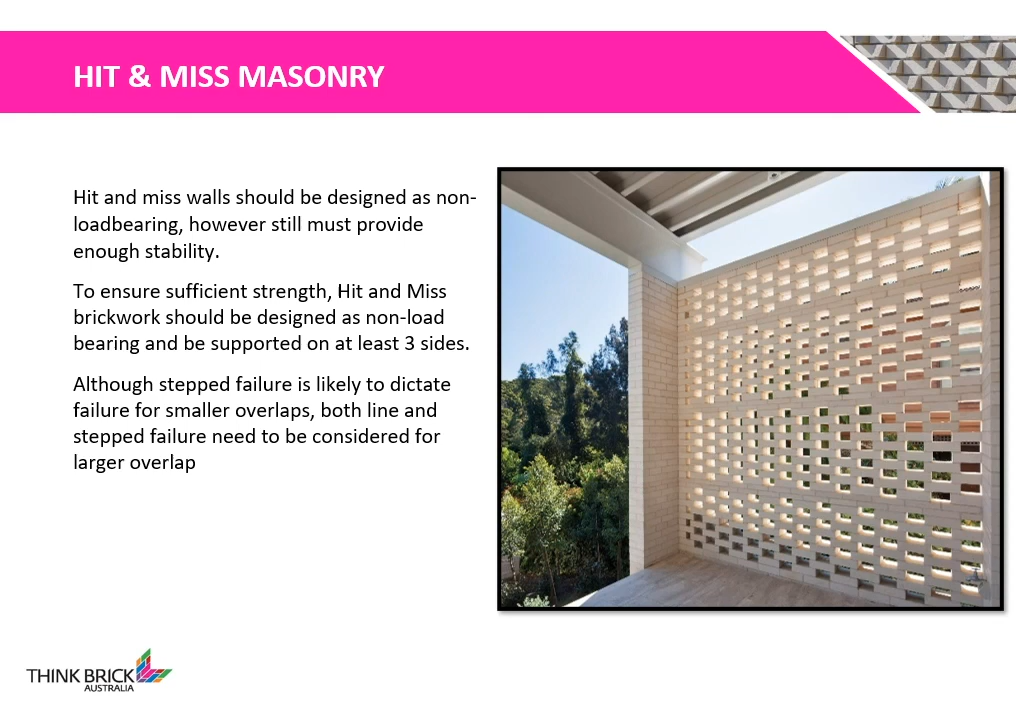 HIT & MISS MASONRY
Hit and miss walls should be designed as non-
loadbearing, however still must provide
enough stability.
To ensure sufficient strength, Hit and Miss
brickwork should be designed as non-load
bearing and be supported on at least 3 sides.
Although stepped failure is likely to dictate
failure for smaller overlaps, both line and
stepped failure need to be considered for
larger overlap
THINK BRICK
AUSTRALIA